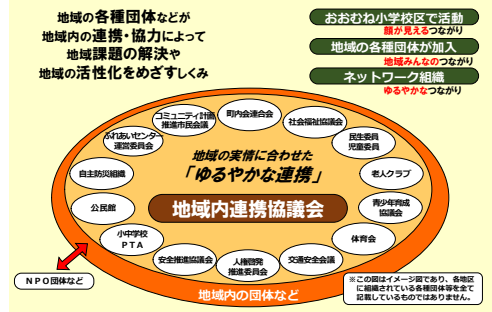 地域の各種団体などが
地域内の連携・協力によって
地域課題の解決や
地域の活性化をめざすしくみ
おおむね小学校区で活動
顔が見えるつながり
地域の各種団体が加入
地域みんなのつながり
ネットワーク組織
ゆるやかなつながり
町内会連合会
コミュニティ計画
推進市民会議
社会福祉協議会
ふれあいセンター
運営委員会
民生委員
児童委員
自主防災組織
老人クラブ
地域の実情に合わせた
「ゆるやかな連携」
公民館
地域内連携協議会
青少年育成
協議会
小中学校
PTA
体育会
安全推進協議会
人権啓発
推進委員会
交通安全会議
NPO団体など
地域内の団体など
※この図はイメージ図であり、各地区
に組織されている各種団体等を全て
記載しているものではありません。